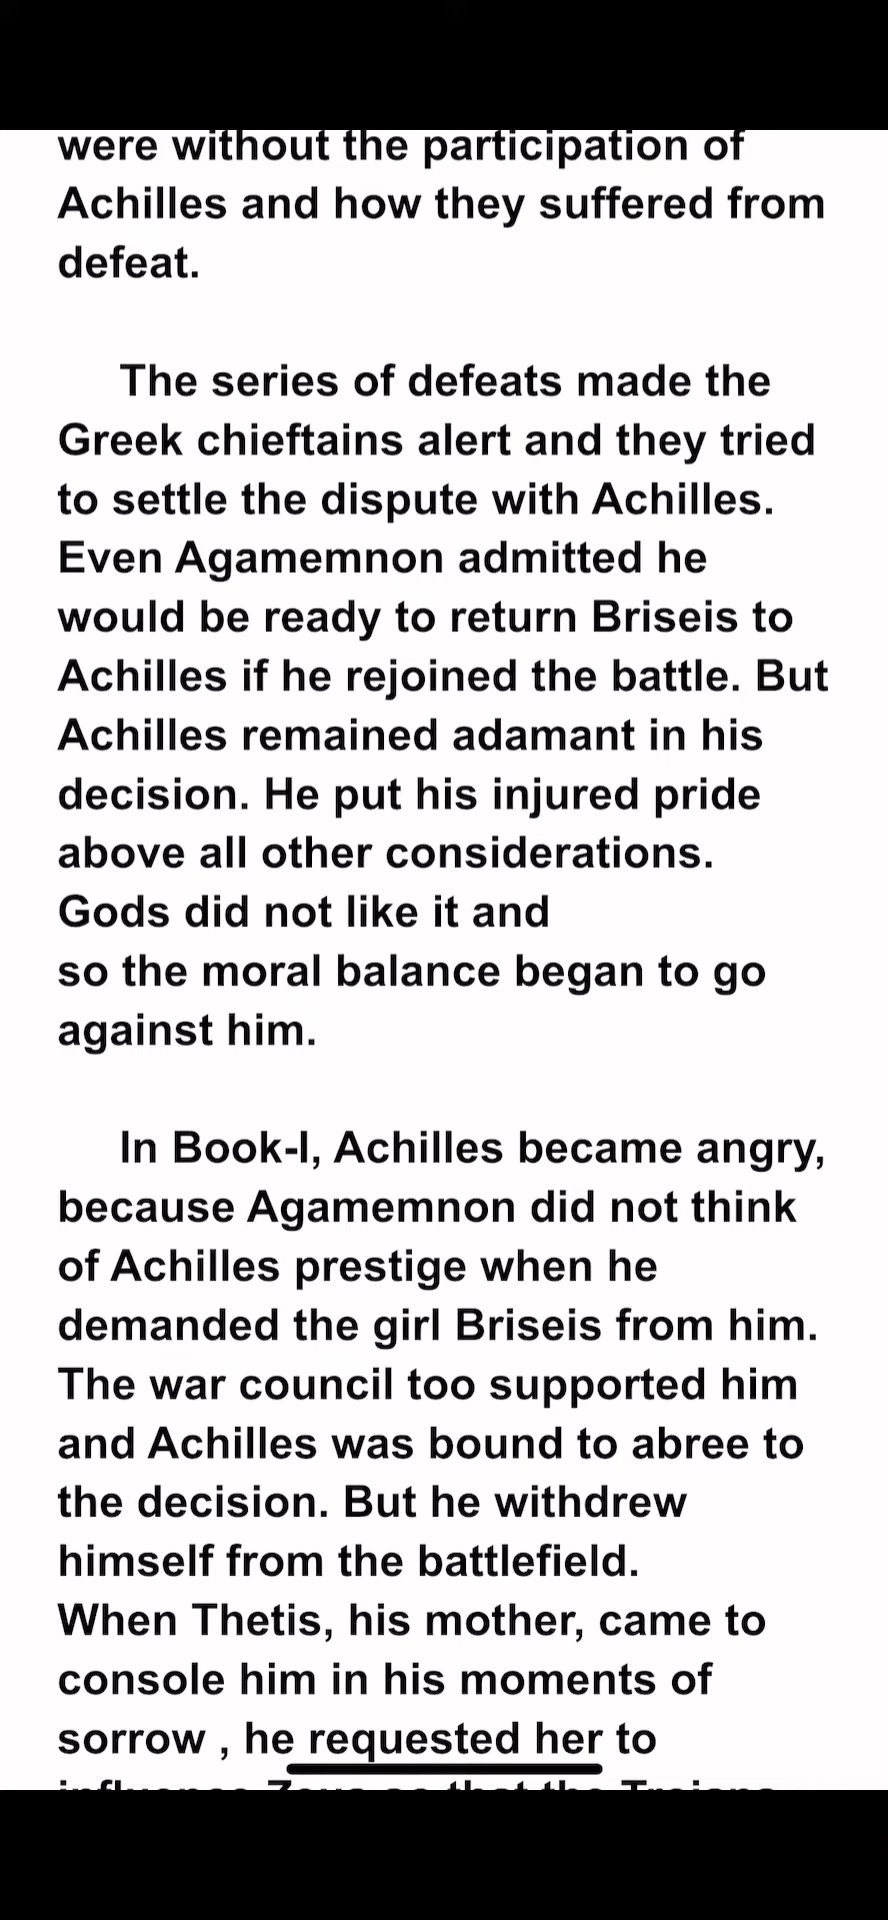 were without the participation of
Achilles and how they suffered from
defeat.
The series of defeats made the
Greek chieftains alert and they tried
to settle the dispute with Achilles.
Even Agamemnon admitted he
would be ready to return Briseis to
Achilles if he rejoined the battle. But
Achilles remained adamant in his
decision. He put his injured pride
above all other considerations.
Gods did not like it and
so the moral balance began to go
against him.
In Book-I, Achilles became angry,
because Agamemnon did not think
of Achilles prestige when he
demanded the girl Briseis from him.
The war council too supported him
and Achilles was bound to abree to
the decision. But he withdrew
himself from the battlefield.
When Thetis, his mother, came to
console him in his moments of
sorrow , he requested her to
influence Zeus so that the Trojans